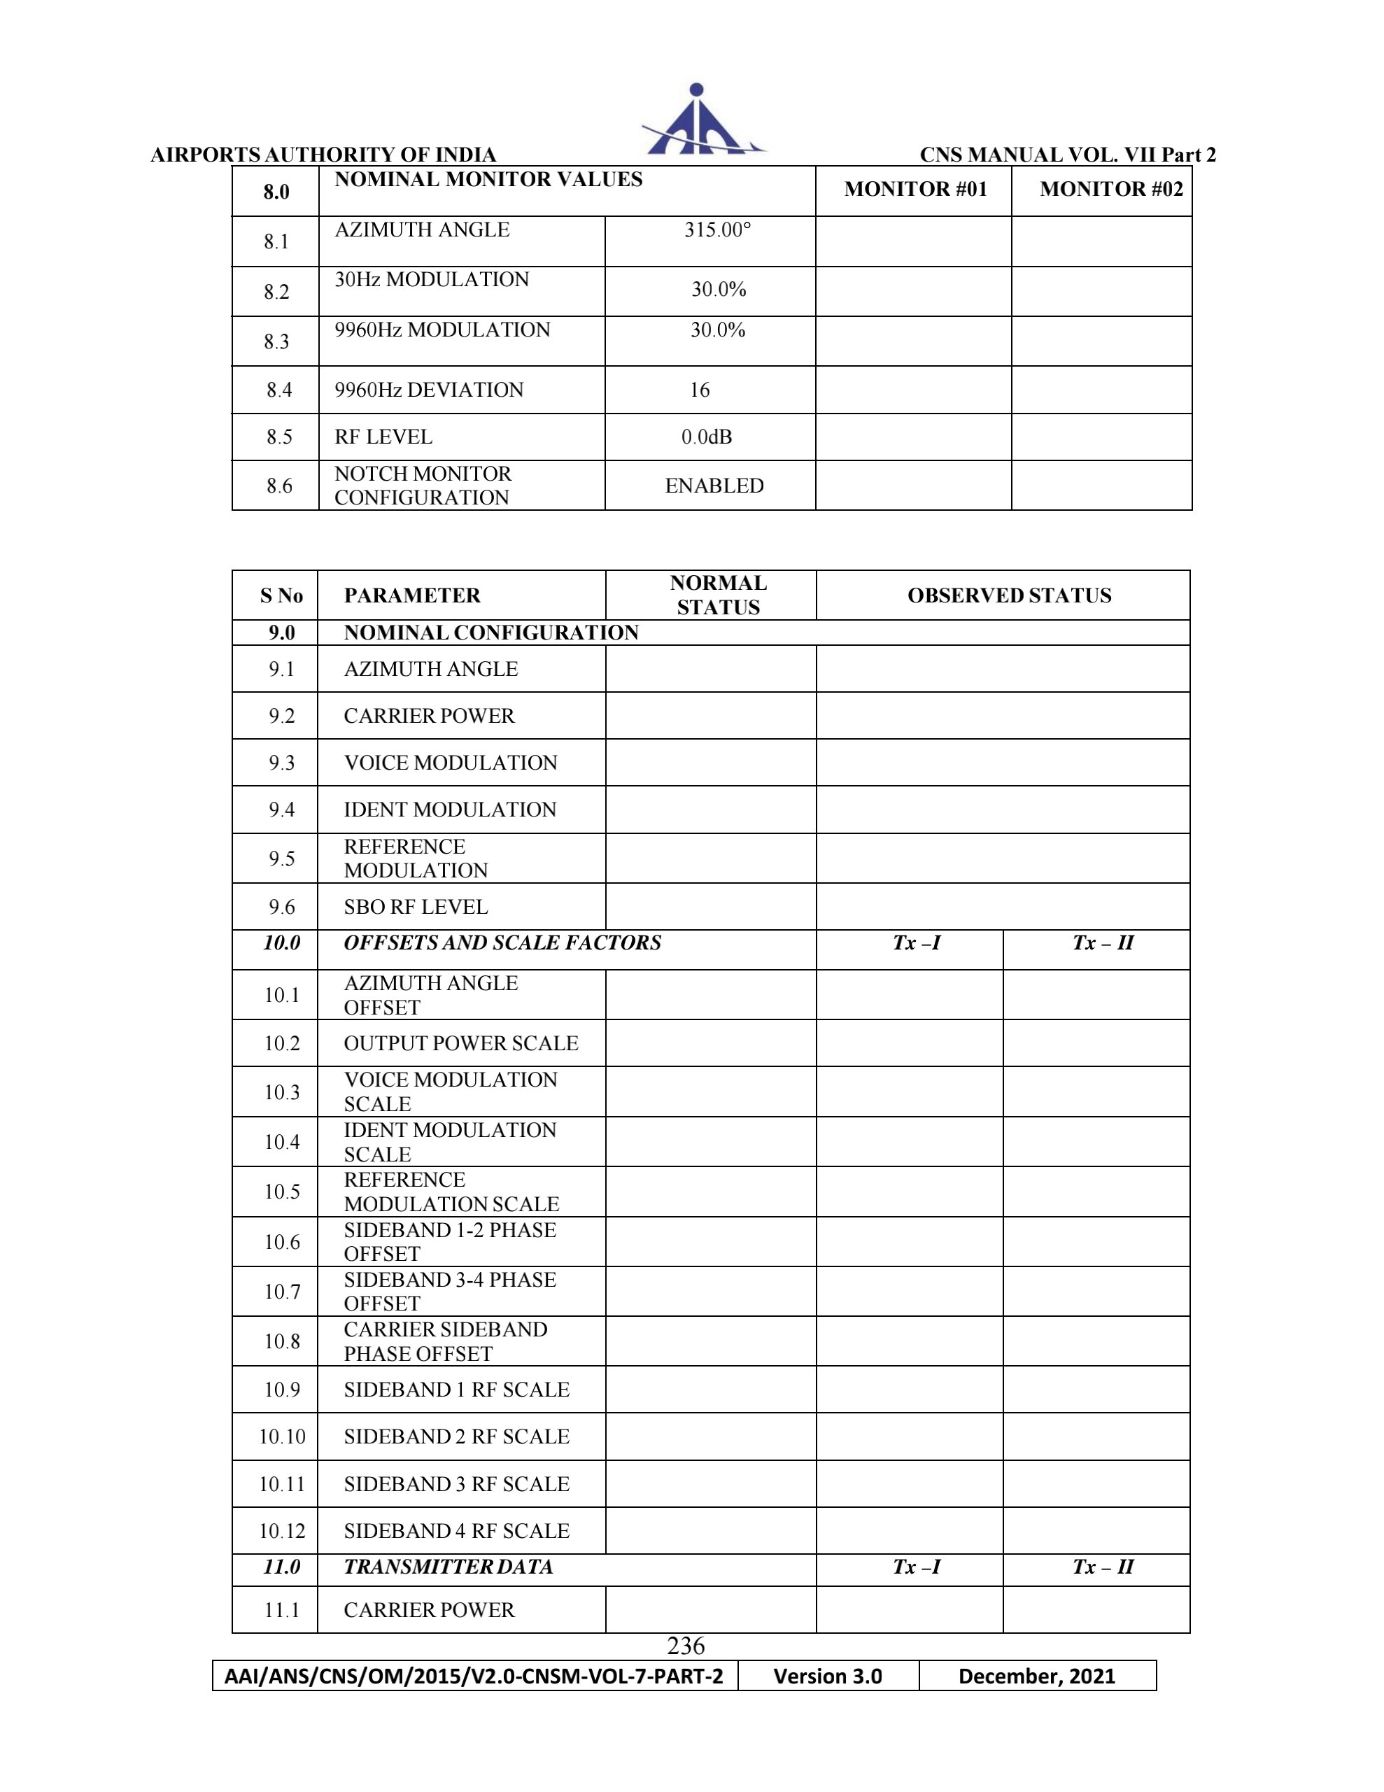 AIRPORTS AUTHORITY OF INDIA CNS MANUAL VOL. VII Part 2
8.0 NOMINAL MONITOR VALUES MONITOR #01 MONITOR #02
8.1 AZIMUTH ANGLE 315.00°
8.2 30Hz MODULATION 30.0%
8.3 9960Hz MODULATION 30.0%
8.4 9960Hz DEVIATION 16
8.5 RF LEVEL 0.0dB
8.6 NOTCH MONITOR
CONFIGURATION ENABLED
S No PARAMETER NORMAL
STATUS OBSERVED STATUS
9.0 NOMINAL CONFIGURATION
9.1 AZIMUTH ANGLE
9.2 CARRIER POWER
9.3 VOICE MODULATION
9.4 IDENT MODULATION
9.5 REFERENCE
MODULATION
9.6 SBO RF LEVEL
10.0 OFFSETS AND SCALE FACTORS Tx –I Tx – II
10.1 AZIMUTH ANGLE
OFFSET
10.2 OUTPUT POWER SCALE
10.3 VOICE MODULATION
SCALE
10.4 IDENT MODULATION
SCALE
10.5 REFERENCE
MODULATION SCALE
10.6 SIDEBAND 1-2 PHASE
OFFSET
10.7 SIDEBAND 3-4 PHASE
OFFSET
10.8 CARRIER SIDEBAND
PHASE OFFSET
10.9 SIDEBAND 1 RF SCALE
10.10 SIDEBAND 2 RF SCALE
10.11 SIDEBAND 3 RF SCALE
10.12 SIDEBAND 4 RF SCALE
11.0 TRANSMITTER DATA Tx –I Tx – II
11.1 CARRIER POWER
236
AAI/ANS/CNS/OM/2015/V2.0-CNSM-VOL-7-PART-2 Version 3.0 December, 2021